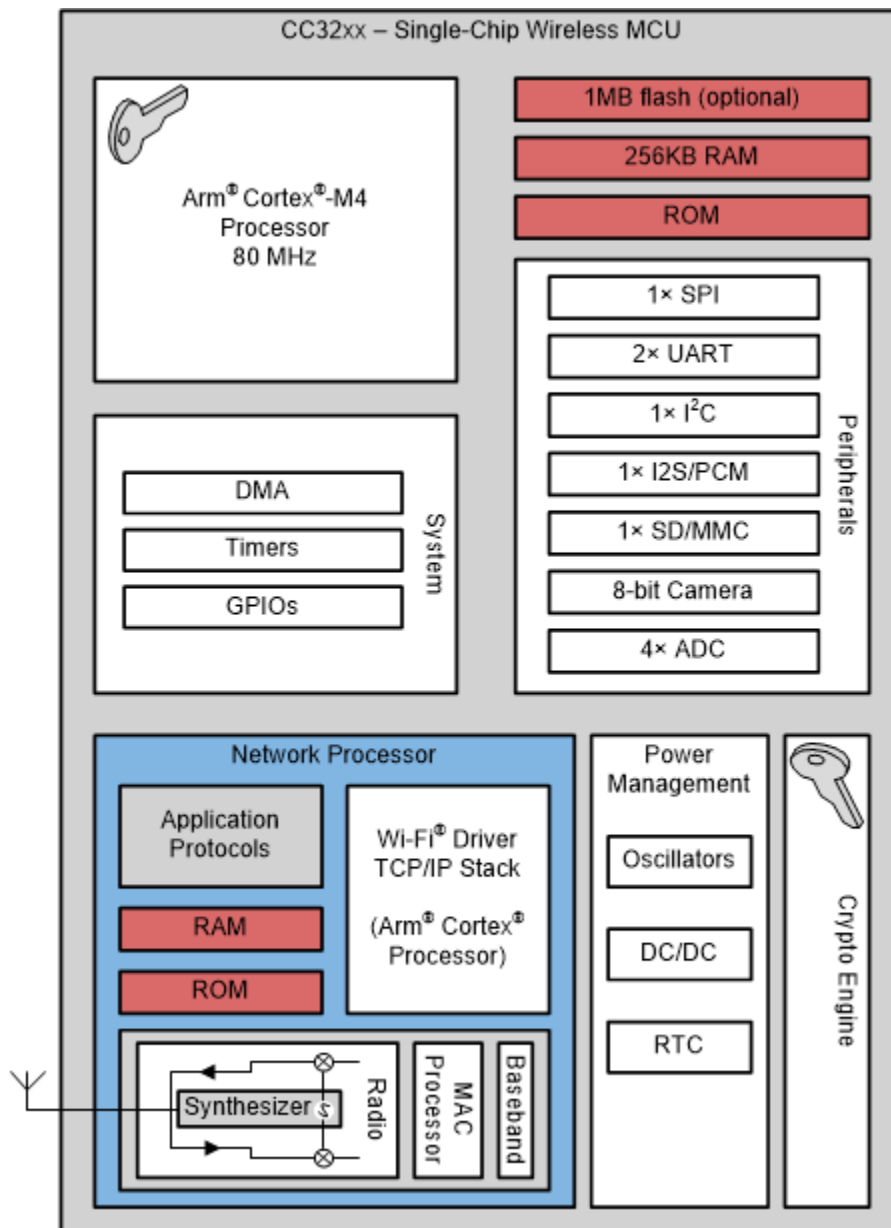 CC32xx – Single-Chip Wireless MCU
Arm® Cortex®-M4
Processor
80 MHz
1MB flash (optional)
256KB RAM
ROM
1× SPI
2× UART
1× I²C
1× I2S/PCM
1× SD/MMC
8-bit Camera
4× ADC
Peripherals
DMA
Timers
GPIOs
System
Network Processor
Application
Protocols
RAM
ROM
Wi-Fi® Driver
TCP/IP Stack
(Arm® Cortex®
Processor)
Synthesizer
Radio
MAC
Processor
Baseband
Power
Management
Oscillators
DC/DC
RTC
Crypto Engine